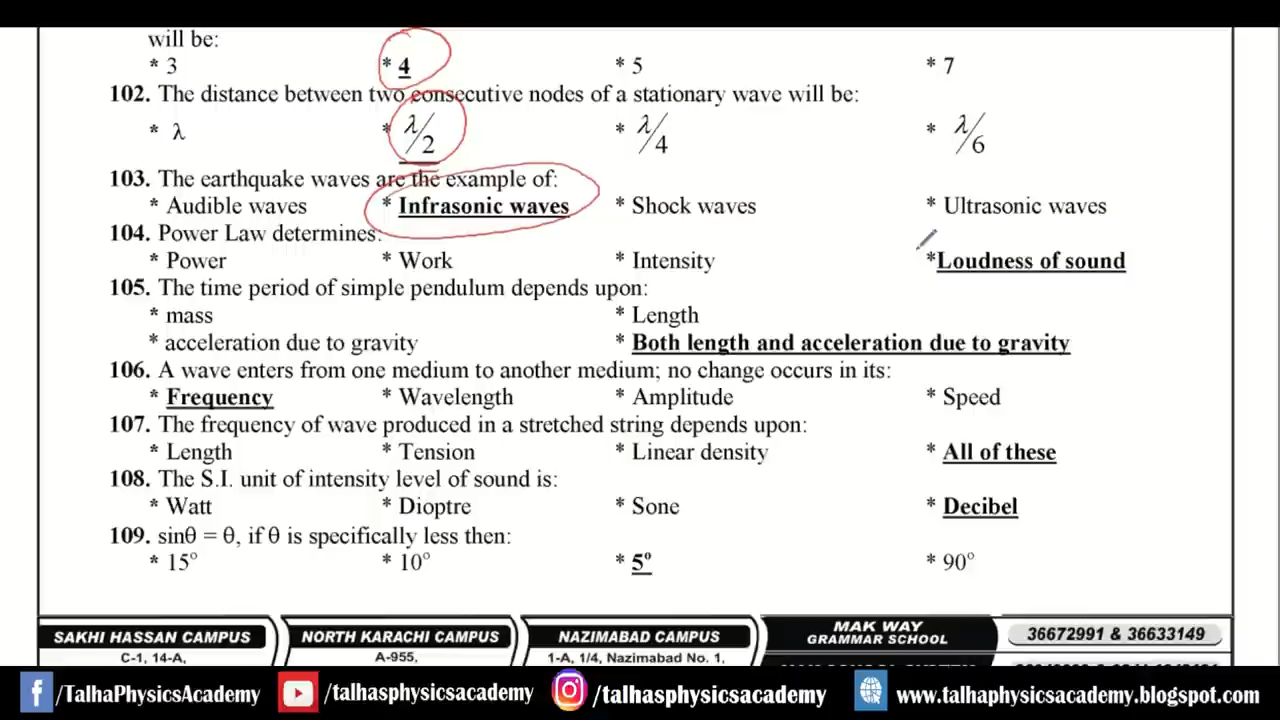 will be:
* 3 * 4 * 5 * 7
102. The distance between two consecutive nodes of a stationary wave will be:
* λ * λ/2 * λ/4 * λ/6
103. The earthquake waves are the example of:
* Audible waves * Infrasonic waves * Shock waves * Ultrasonic waves
104. Power Law determines:
* Power * Work * Intensity *Loudness of sound
105. The time period of simple pendulum depends upon:
* mass * Length
* acceleration due to gravity * Both length and acceleration due to gravity
106. A wave enters from one medium to another medium; no change occurs in its:
* Frequency * Wavelength * Amplitude * Speed
107. The frequency of wave produced in a stretched string depends upon:
* Length * Tension * Linear density * All of these
108. The S.I. unit of intensity level of sound is:
* Watt * Dioptre * Sone * Decibel
109. sinθ = θ, if θ is specifically less then:
* 15° * 10° * 5° * 90°
SAKHI HASSAN CAMPUS NORTH KARACHI CAMPUS NAZIMABAD CAMPUS MAK WAY GRAMMAR SCHOOL 36672991 & 36633149
C-1, 14-A, A-955, 1-A, 1/4, Nazimabad No. 1,
/TalhaPhysicsAcademy /talhasphysicsacademy /talhasphysicsacademy www.talhaphysicsacademy.blogspot.com